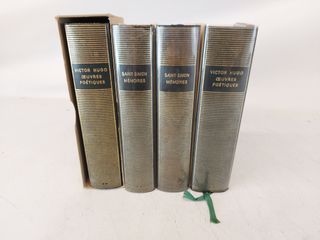 VICTOR HUGO
ŒUVRES
POÉTIQUES
SAINT-SIMON
MÉMOIRES
SAINT-SIMON
MÉMOIRES
VICTOR HUGO
ŒUVRES
POÉTIQUES